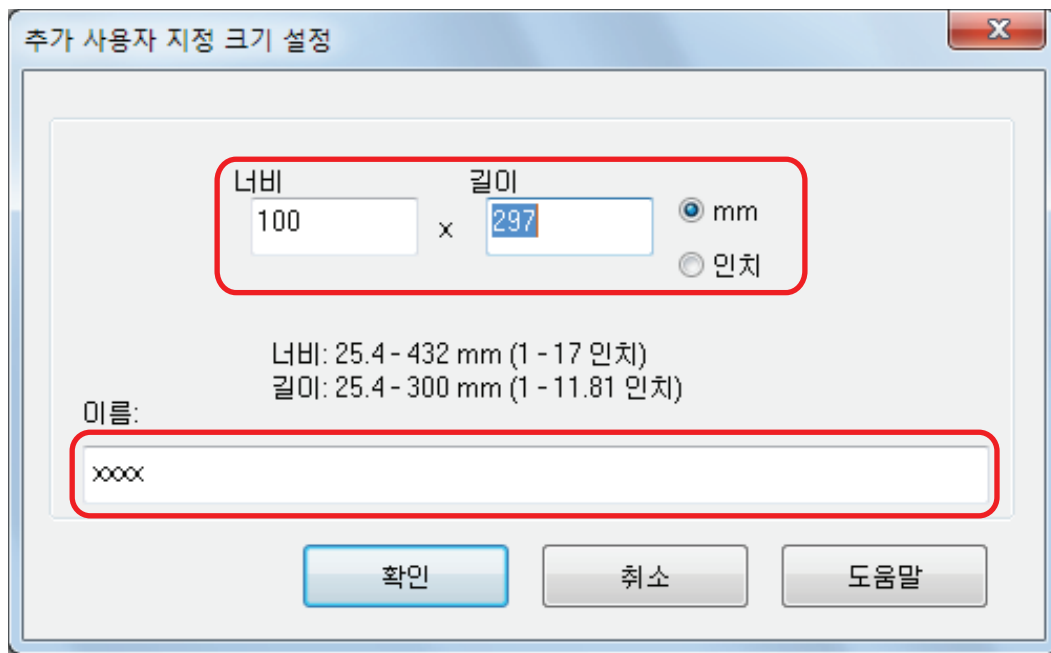 추가 사용자 지정 크기 설정
너비 길이
100 x 297 mm
인치
너비: 25.4 - 432 mm (1 - 17 인치)
길이: 25.4 - 300 mm (1 - 11.81 인치)
이름:
xxxx
확인 취소 도움말